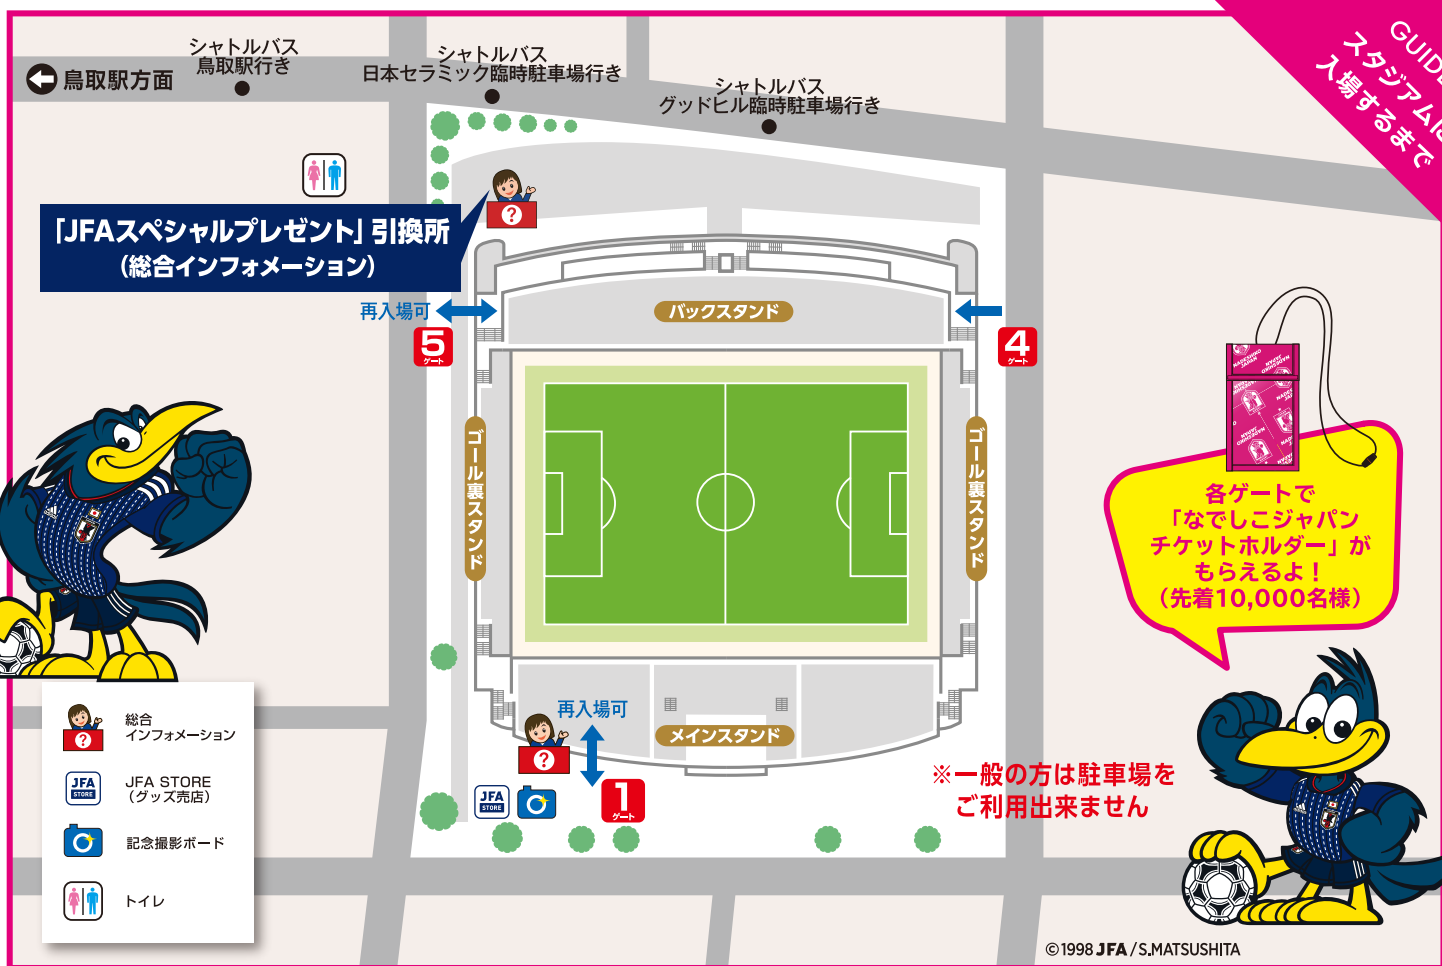 GUIDE
スタジアムに
入場するまで
鳥取駅方面
シャトルバス
鳥取駅行き
シャトルバス
日本セラミック臨時駐車場行き
シャトルバス
グッドヒル臨時駐車場行き
「JFAスペシャルプレゼント」引換所
(総合インフォメーション)
?
再入場可
5
ゲート
バックスタンド
4
ゲート
ゴール裏スタンド
ゴール裏スタンド
各ゲートで
「なでしこジャパン
チケットホルダー」が
もらえるよ!
(先着10,000名様)
再入場可
メインスタンド
?
JFA
STORE
1
ゲート
※一般の方は駐車場を
ご利用出来ません
?
総合
インフォメーション
JFA
STORE
JFA STORE
(グッズ売店)
記念撮影ボード
トイレ
©1998 JFA / S.MATSUSHITA